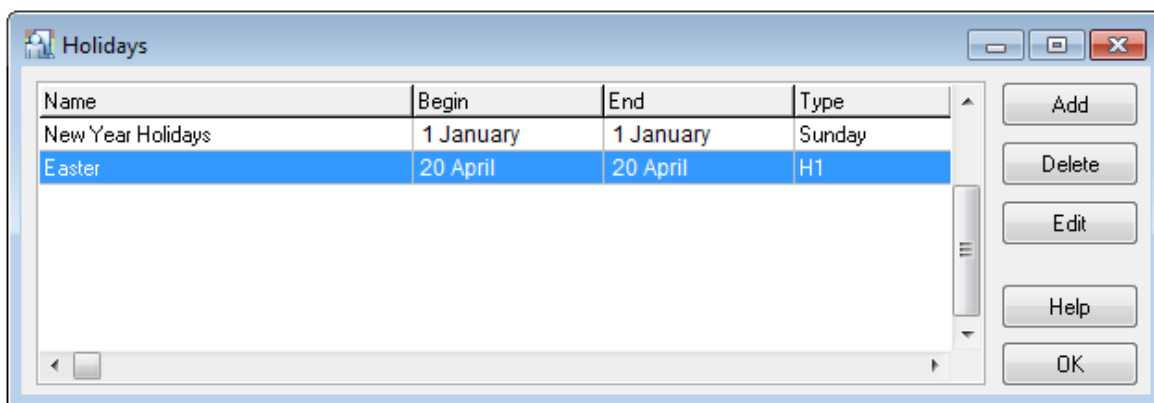 Holidays
Name Begin End Type
New Year Holidays 1 January 1 January Sunday
Easter 20 April 20 April H1
Add
Delete
Edit
Help
OK